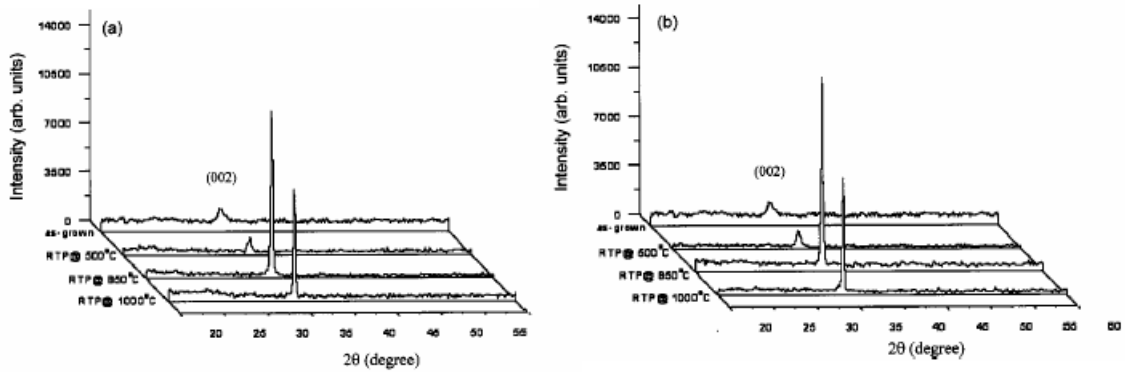 (a)
14000
10500
7000
3500
0
Intensity (arb. units)
(002)
as-grown
RTP@ 500°C
RTP@ 850°C
RTP@ 1000°C
20 25 30 35 40 45 50 55
2θ (degree)
(b)
14000
10500
7000
3500
0
Intensity (arb. units)
(002)
as-grown
RTP@ 500°C
RTP@ 850°C
RTP@ 1000°C
20 25 30 35 40 45 50 55 60
2θ (degree)